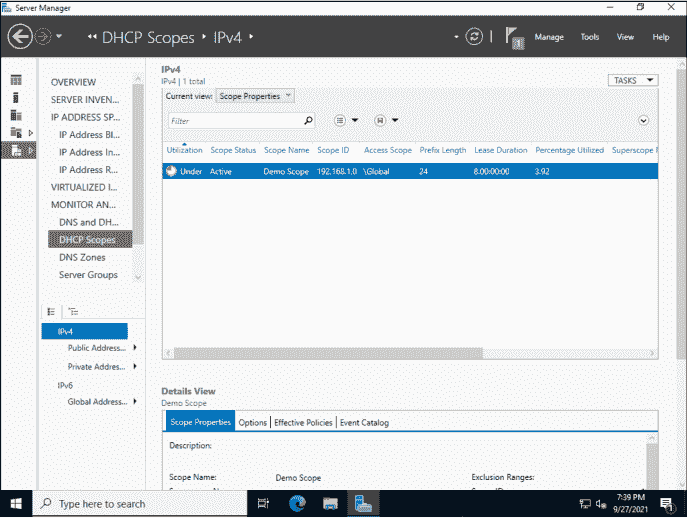 Server Manager
DHCP Scopes IPv4
1
Manage Tools View Help
OVERVIEW
SERVER INVEN...
IP ADDRESS SP...
IP Address Bl...
IP Address In...
IP Address R...
VIRTUALIZED I...
MONITOR AN...
DNS and DH...
DHCP Scopes
DNS Zones
Server Groups
IPv4
Public Address...
Private Addres...
IPv6
Global Address...
IPv4
IPv4 | 1 total
TASKS
Current view: Scope Properties
Filter
Utilization Scope Status Scope Name Scope ID Access Scope Prefix Length Lease Duration Percentage Utilized Superscope
Under Active Demo Scope 192.168.1.0 \Global 24 8.00:00:00 3.92
Details View
Demo Scope
Scope Properties Options Effective Policies Event Catalog
Description:
Scope Name: Demo Scope Exclusion Ranges:
Type here to search
7:39 PM
9/27/2021
1